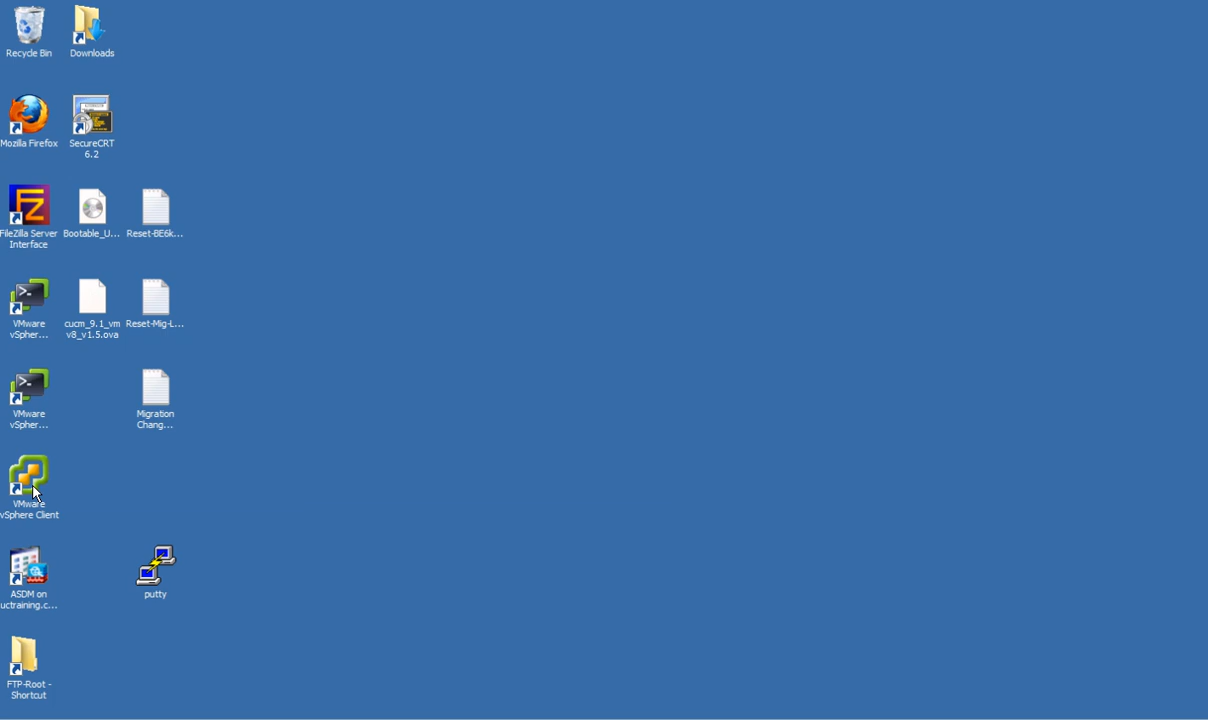 Recycle Bin
Downloads
Mozilla Firefox
SecureCRT
6.2
FileZilla Server
Interface
Bootable_U...
Reset-BE6k...
VMware
vSpher...
cucm_9.1_vm
v8_v1.5.ova
Reset-Mig-L...
VMware
vSpher...
Migration
Chang...
VMware
vSphere Client
ASDM on
uctraining.c...
putty
FTP-Root -
Shortcut